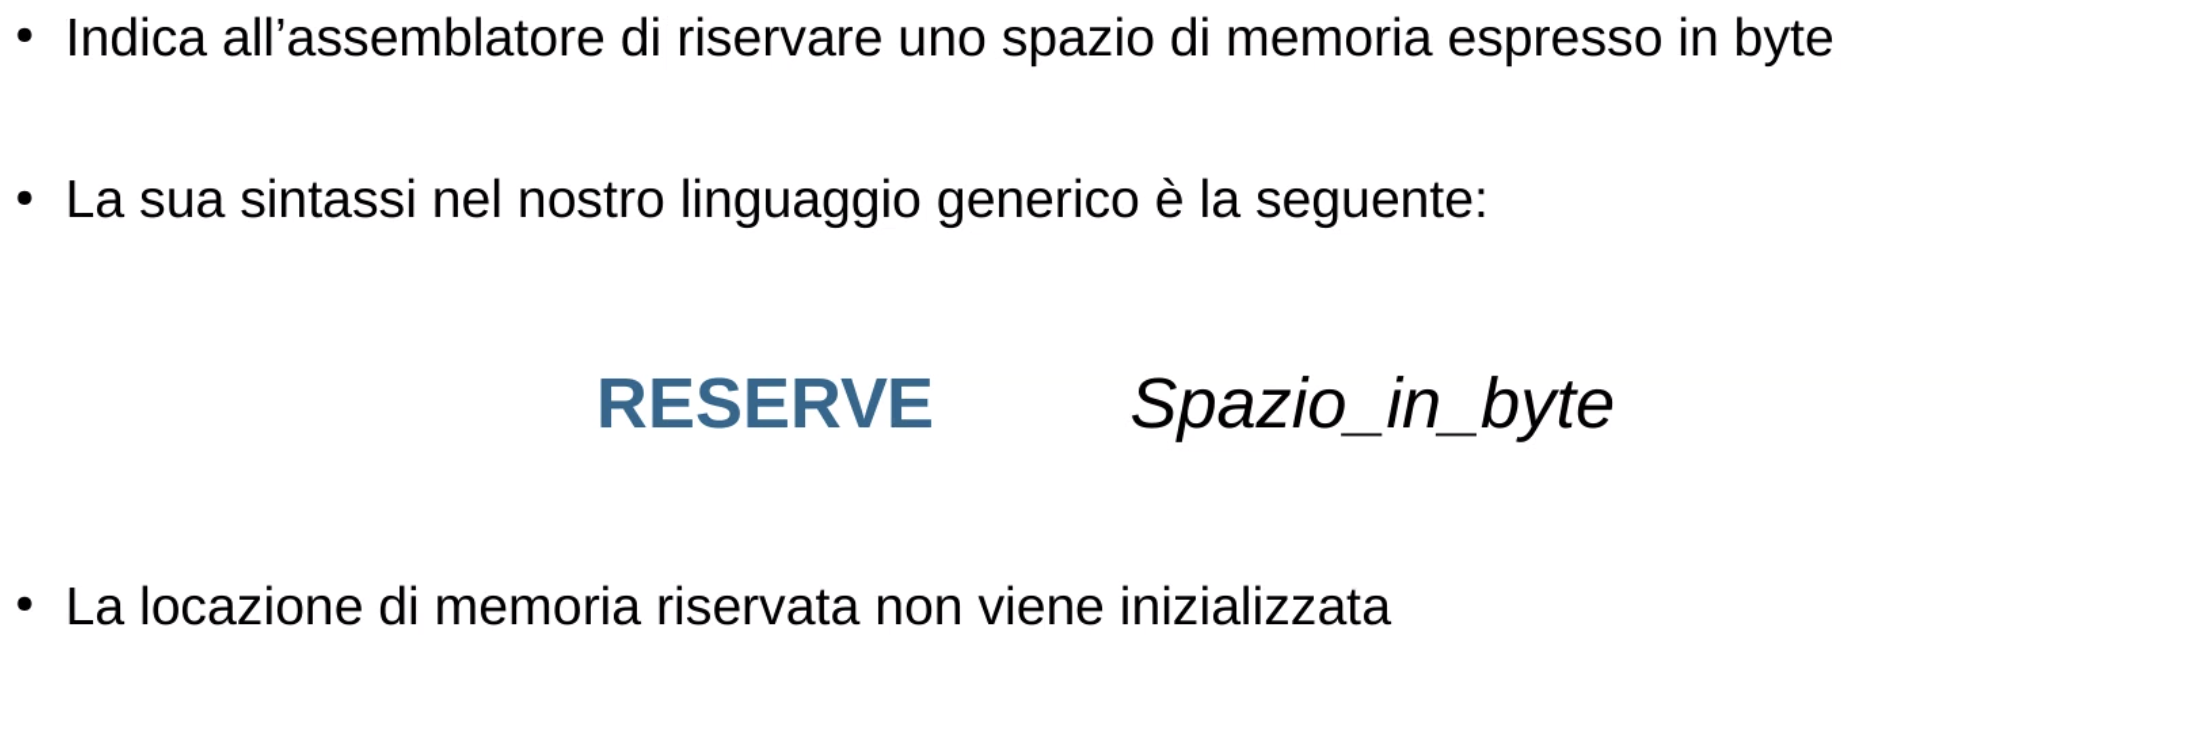 • Indica all’assemblatore di riservare uno spazio di memoria espresso in byte
• La sua sintassi nel nostro linguaggio generico è la seguente:
RESERVE Spazio_in_byte
• La locazione di memoria riservata non viene inizializzata